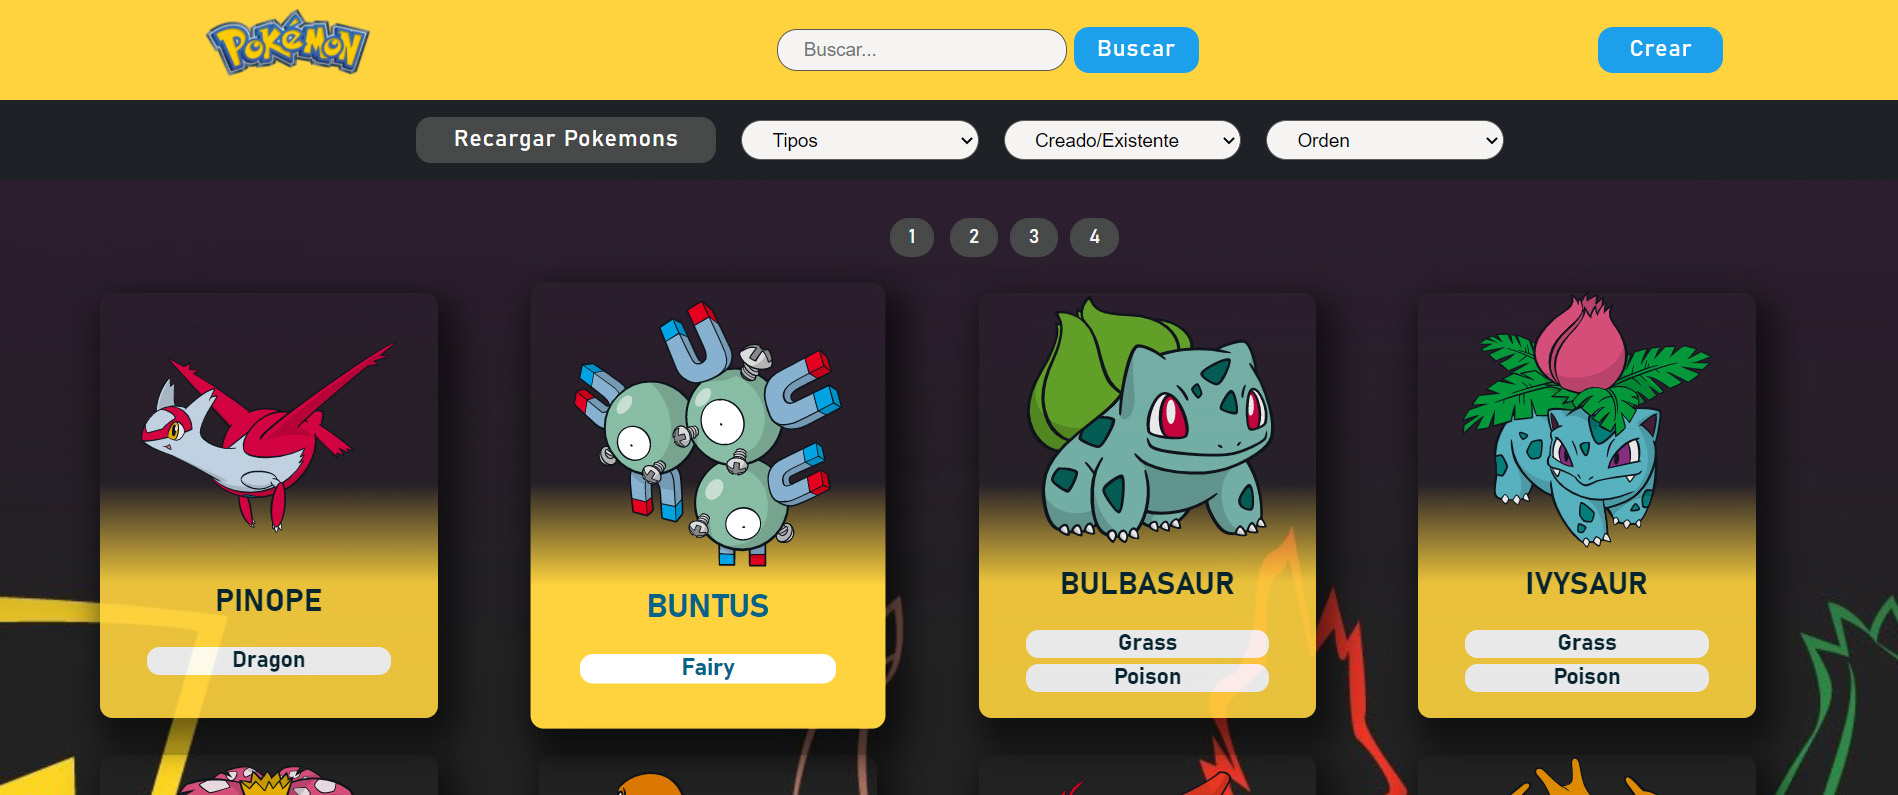 POKéMON
Buscar...
Buscar
Crear
Recargar Pokemons
Tipos
Creado/Existente
Orden
1 2 3 4
PINOPE
Dragon
BUNTUS
Fairy
BULBASAUR
Grass
Poison
IVYSAUR
Grass
Poison